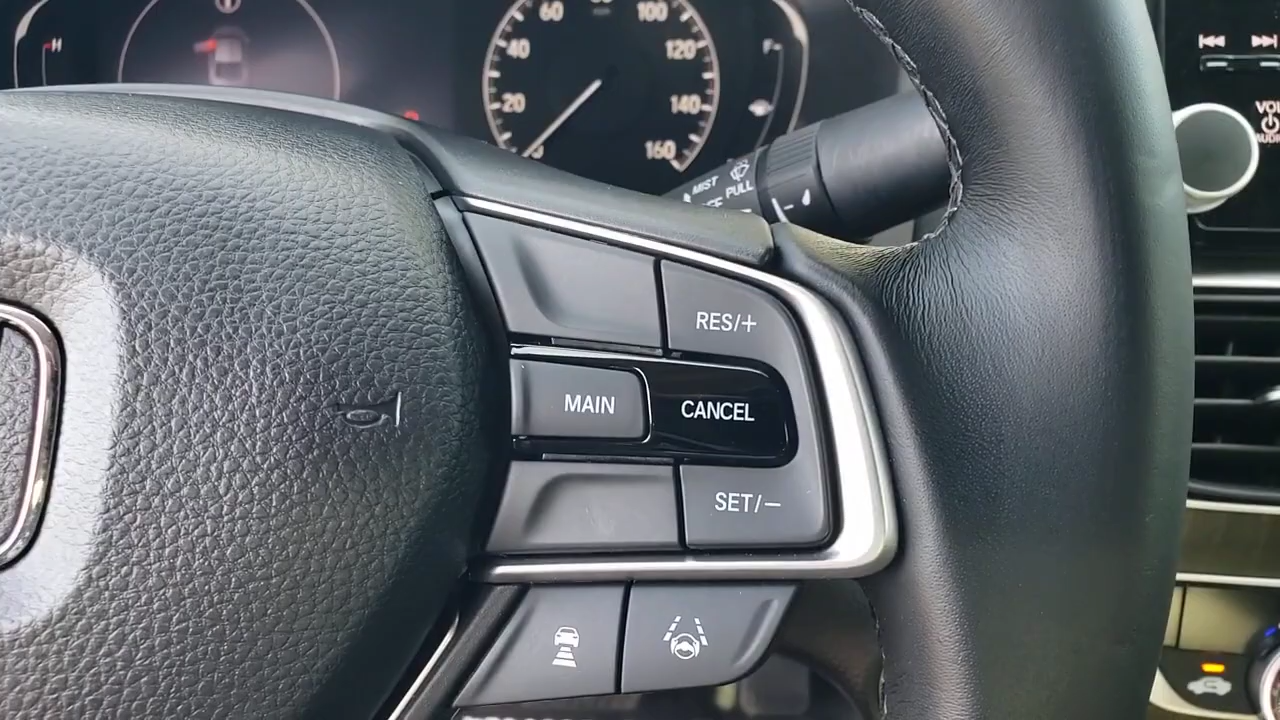 H
60
100
40
120
F
20
140
160
MIST
PULL
RES/+
MAIN
CANCEL
SET/−